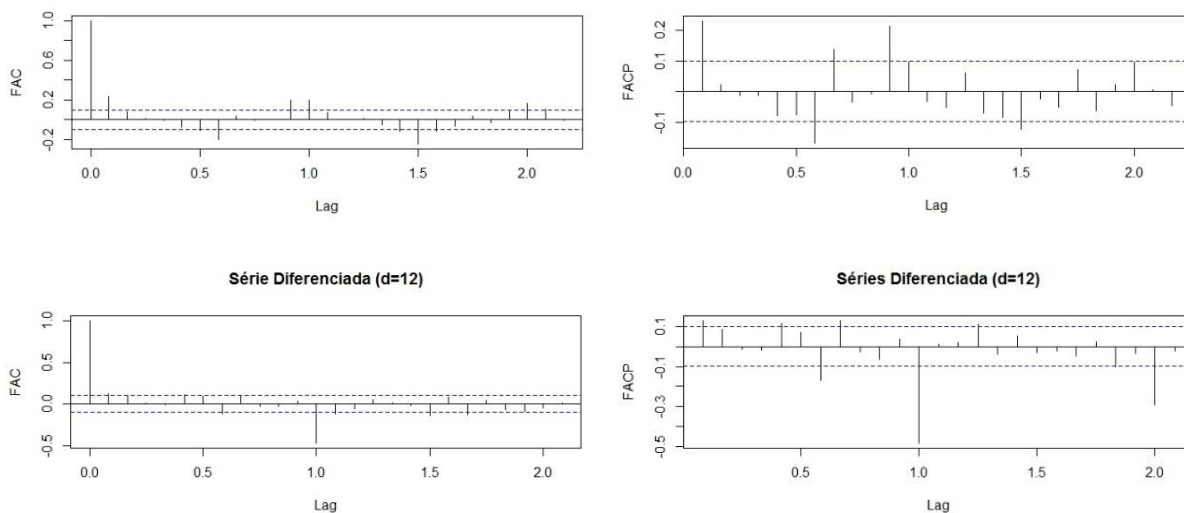 FAC
1.0
0.6
0.2
-0.2
0.0 0.5 1.0 1.5 2.0
Lag
FACP
0.2
0.1
-0.1
0.0 0.5 1.0 1.5 2.0
Lag
Série Diferenciada (d=12)
FAC
1.0
0.5
0.0
-0.5
0.0 0.5 1.0 1.5 2.0
Lag
Séries Diferenciada (d=12)
FACP
0.1
-0.1
-0.3
-0.5
0.5 1.0 1.5 2.0
Lag